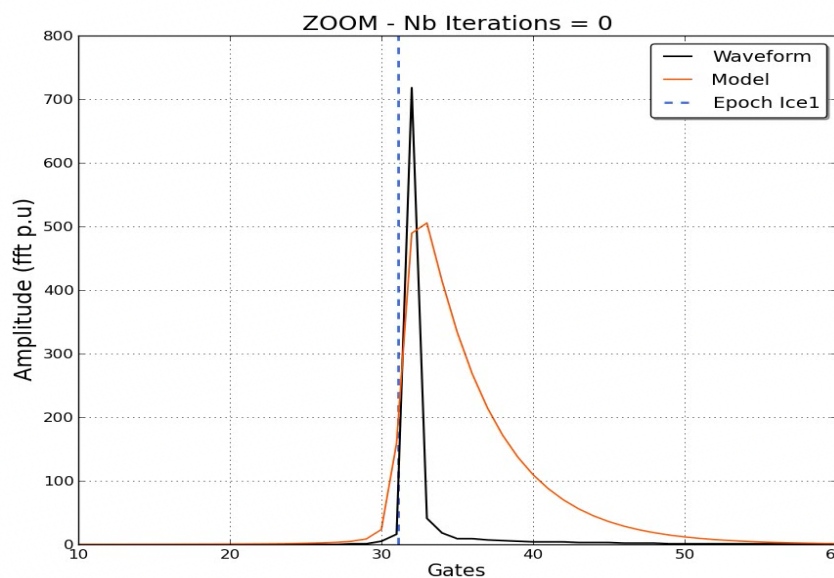 ZOOM - Nb Iterations = 0
800
700
600
500
400
300
200
100
0
Amplitude (fft p.u)
Waveform
Model
Epoch Ice1
10
20
30
40
50
60
Gates